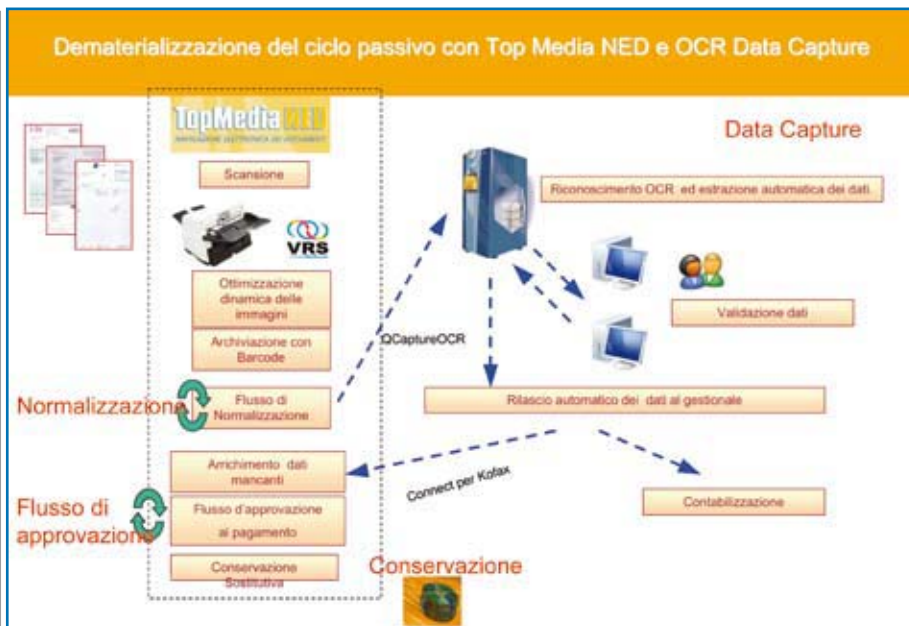 Dematerializzazione del ciclo passivo con Top Media NED e OCR Data Capture
TopMedia NED
Data Capture
Scansione
Riconoscimento OCR ed estrazione automatica dei dati.
VRS
Ottimizzazione
dinamica delle
immagini
Validazione dati
Archiviazione con
Barcode
QCaptureOCR
Normalizzazione
Flusso di
Normalizzazione
Rilascio automatico dei dati al gestionale
Arrichimento dati
mancanti
Connect per Kofax
Contabilizzazione
Flusso di
approvazione
Flusso d'approvazione
al pagamento
Conservazione
Sostitutiva
Conservazione